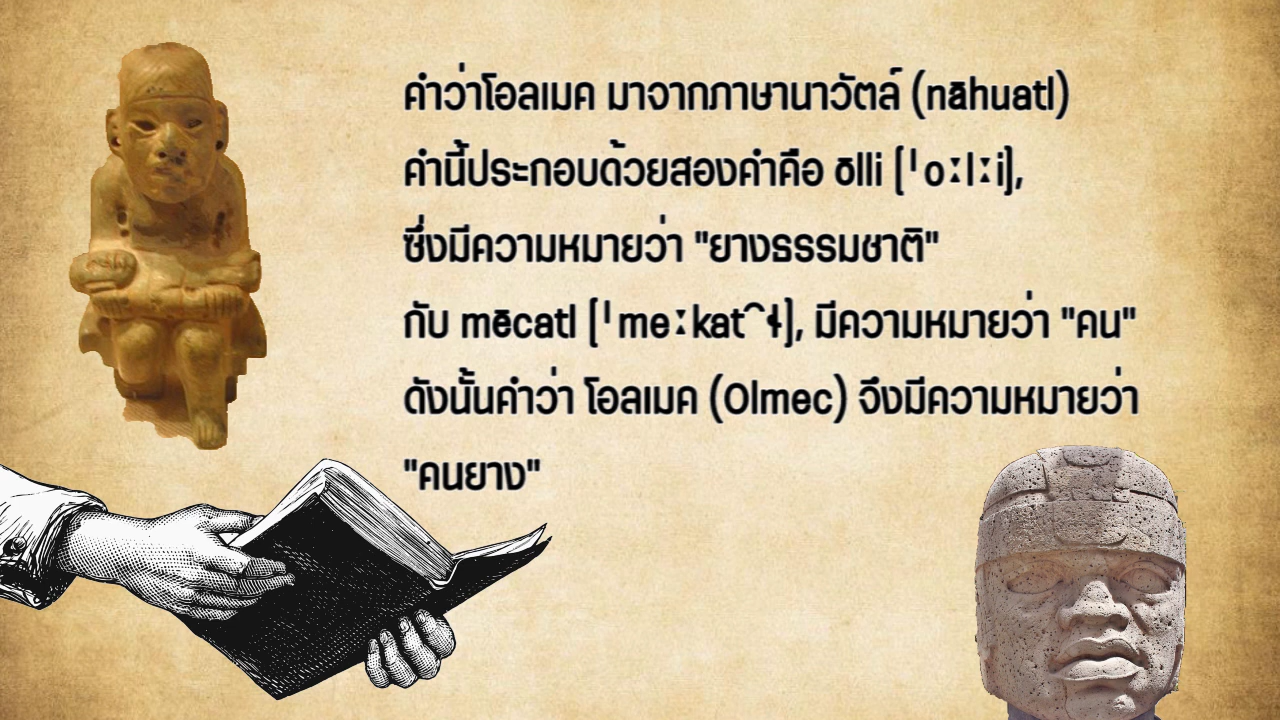 คำว่าโอลเมค มาจากภาษานาวัตล์ (nāhuatl)
คำนี้ประกอบด้วยสองคำคือ ōlli [ˈoːlːi],
ซึ่งมีความหมายว่า "ยางธรรมชาติ"
กับ mēcatl [ˈmeːkat͡ɬ], มีความหมายว่า "คน"
ดังนั้นคำว่า โอลเมค (Olmec) จึงมีความหมายว่า
"คนยาง"